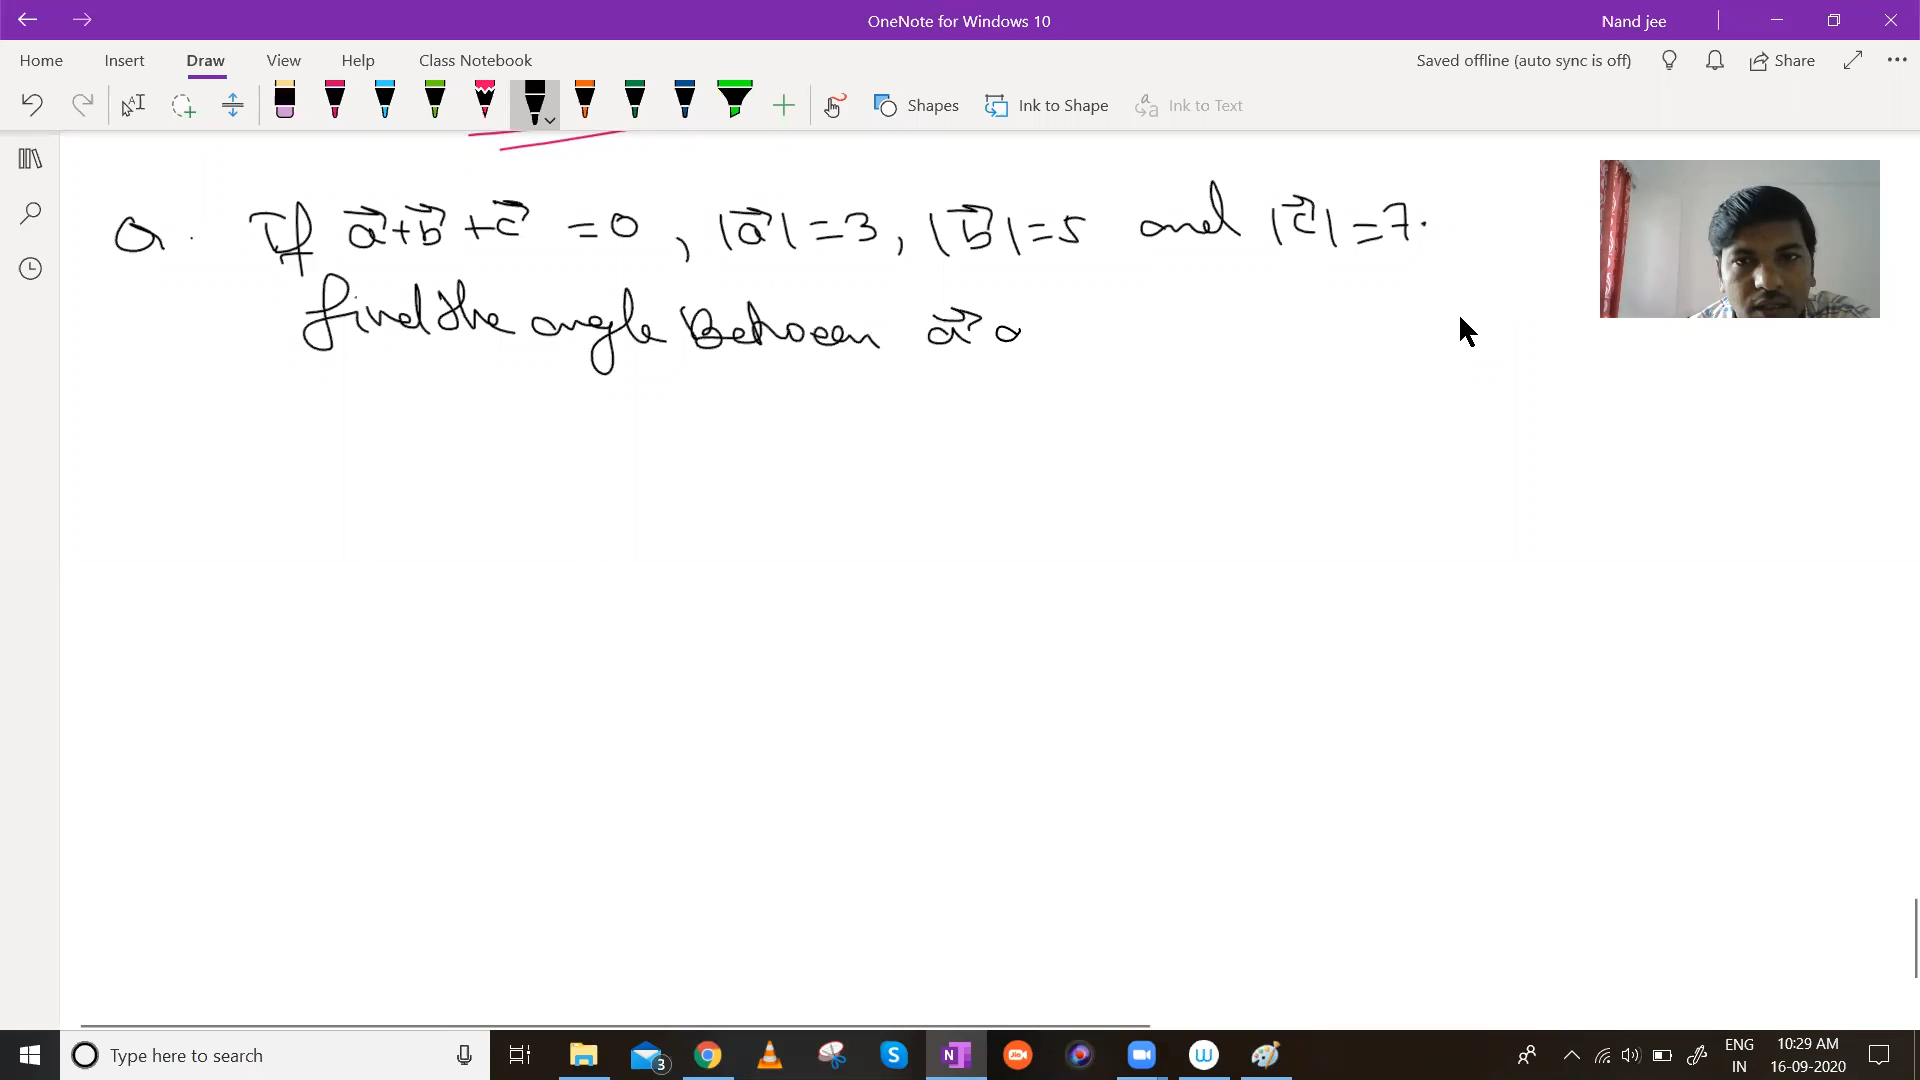 OneNote for Windows 10
Nand jee
Home Insert Draw View Help Class Notebook
Saved offline (auto sync is off) Share
Shapes Ink to Shape Ink to Text
Q. If a⃗+b⃗+c⃗=0, |a⃗|=3, |b⃗|=5 and |c⃗|=7.
find the angle Between a⃗ a
Type here to search
3
ENG 10:29 AM
IN 16-09-2020